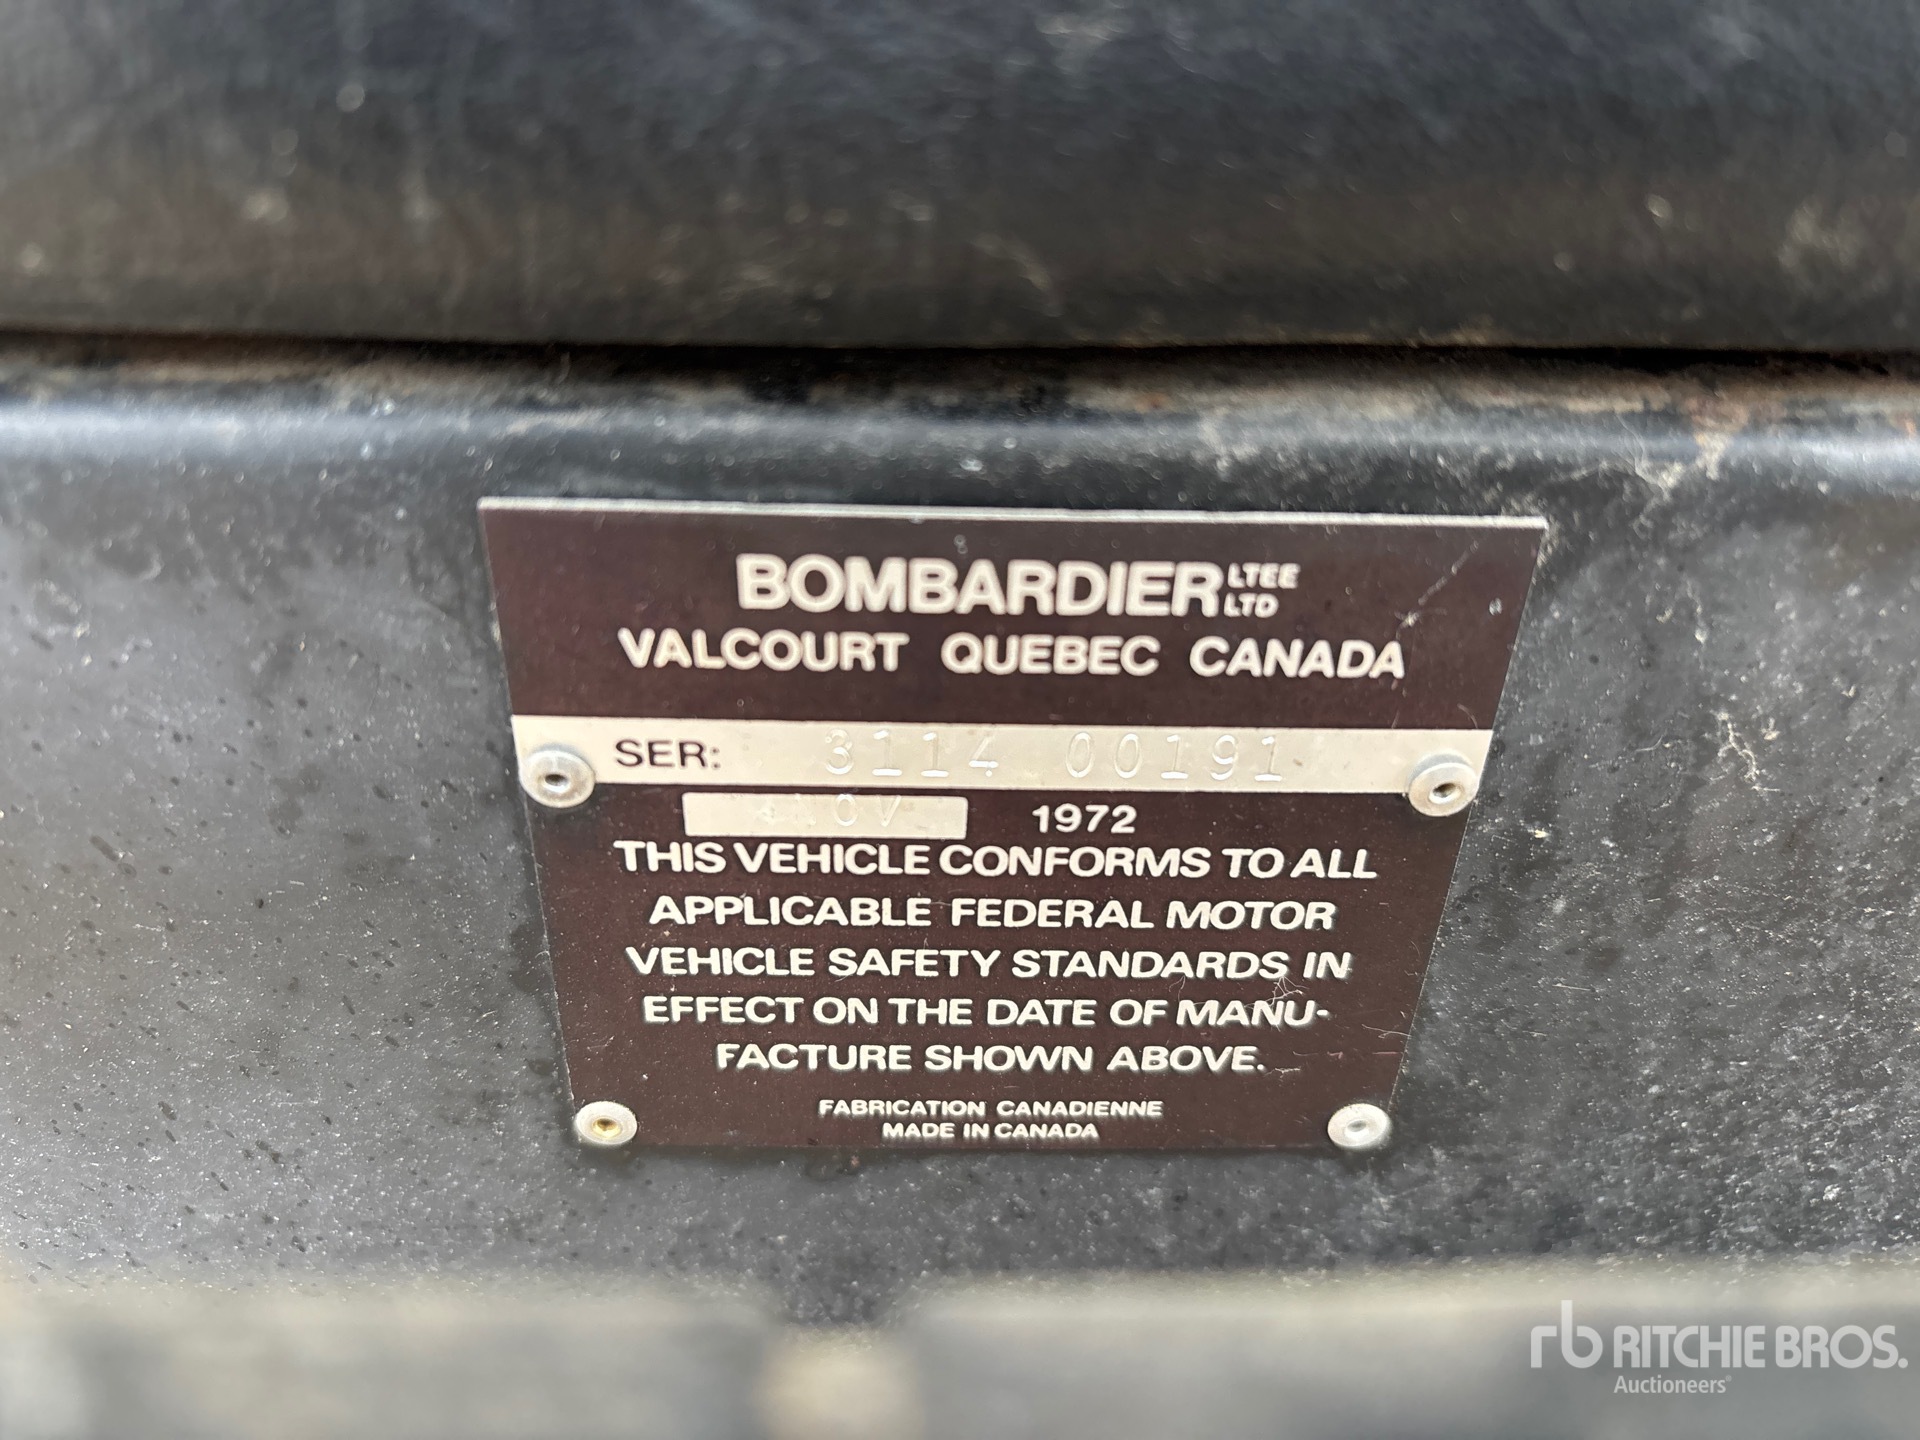 BOMBARDIER LTEE LTD
VALCOURT QUEBEC CANADA
SER: 3114 00191
NOV 1972
THIS VEHICLE CONFORMS TO ALL
APPLICABLE FEDERAL MOTOR
VEHICLE SAFETY STANDARDS IN
EFFECT ON THE DATE OF MANU-
FACTURE SHOWN ABOVE.
FABRICATION CANADIENNE
MADE IN CANADA
rb RITCHIE BROS.
Auctioneers